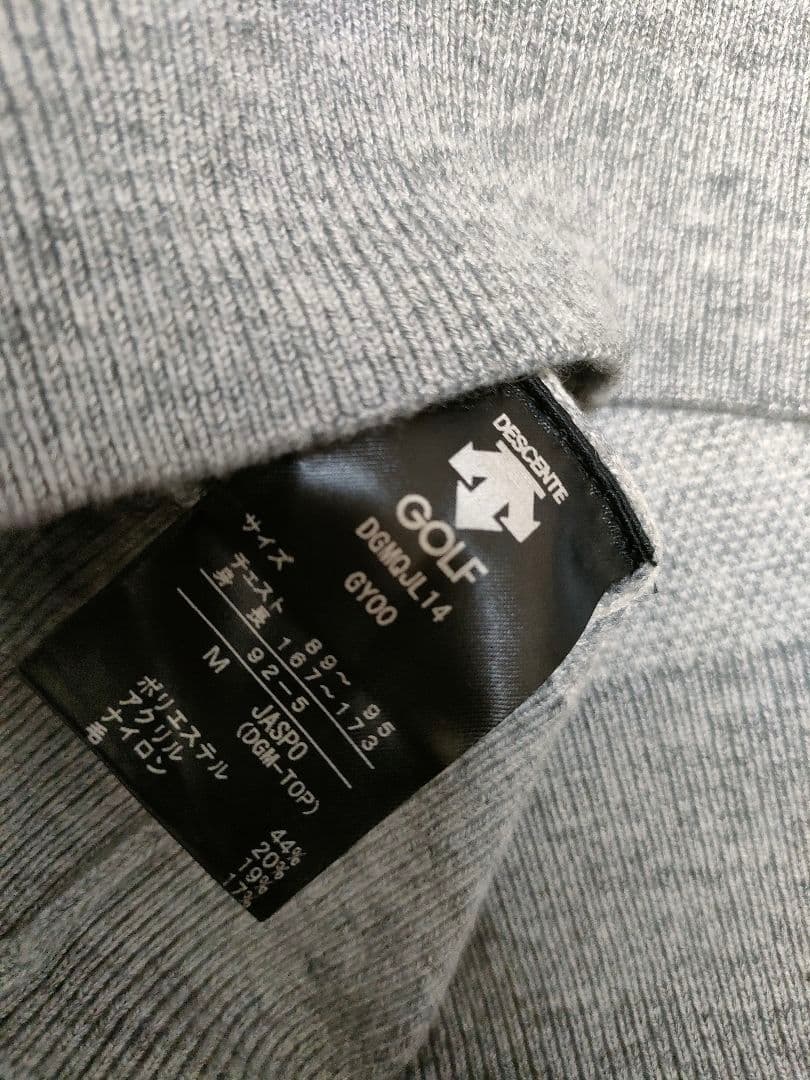 DESCENTE
GOLF
DGMQJL14
GY00
サイズ
チェスト 89～95
身長 167～173
92-5
M JASPO
(DGM-TOP)
ポリエステル 44%
アクリル 20%
ナイロン 19%
毛 17%